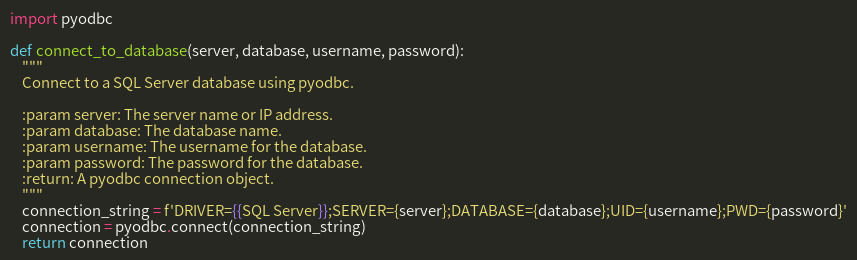 import pyodbc

def connect_to_database(server, database, username, password):
    """
    Connect to a SQL Server database using pyodbc.

    :param server: The server name or IP address.
    :param database: The database name.
    :param username: The username for the database.
    :param password: The password for the database.
    :return: A pyodbc connection object.
    """
    connection_string = f'DRIVER={{SQL Server}};SERVER={server};DATABASE={database};UID={username};PWD={password}'
    connection = pyodbc.connect(connection_string)
    return connection